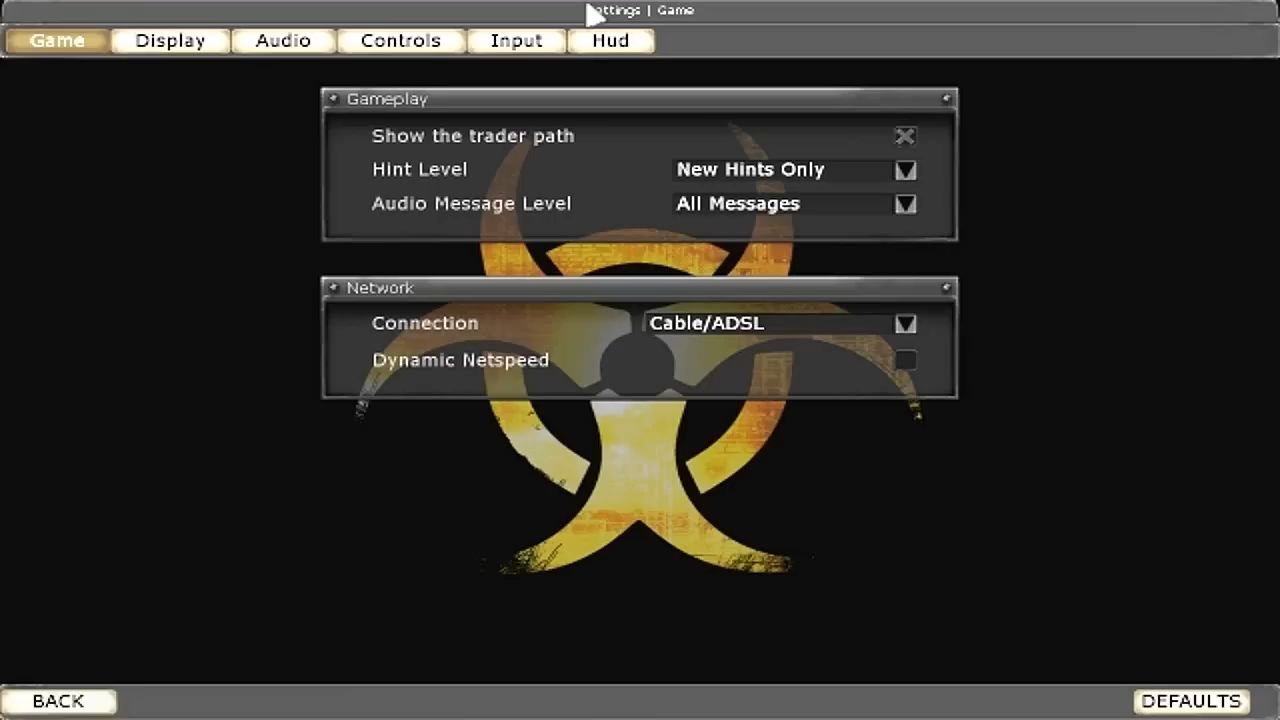 ettings | Game
Game Display Audio Controls Input Hud
Gameplay
Show the trader path
Hint Level New Hints Only
Audio Message Level All Messages
Network
Connection Cable/ADSL
Dynamic Netspeed
BACK DEFAULTS